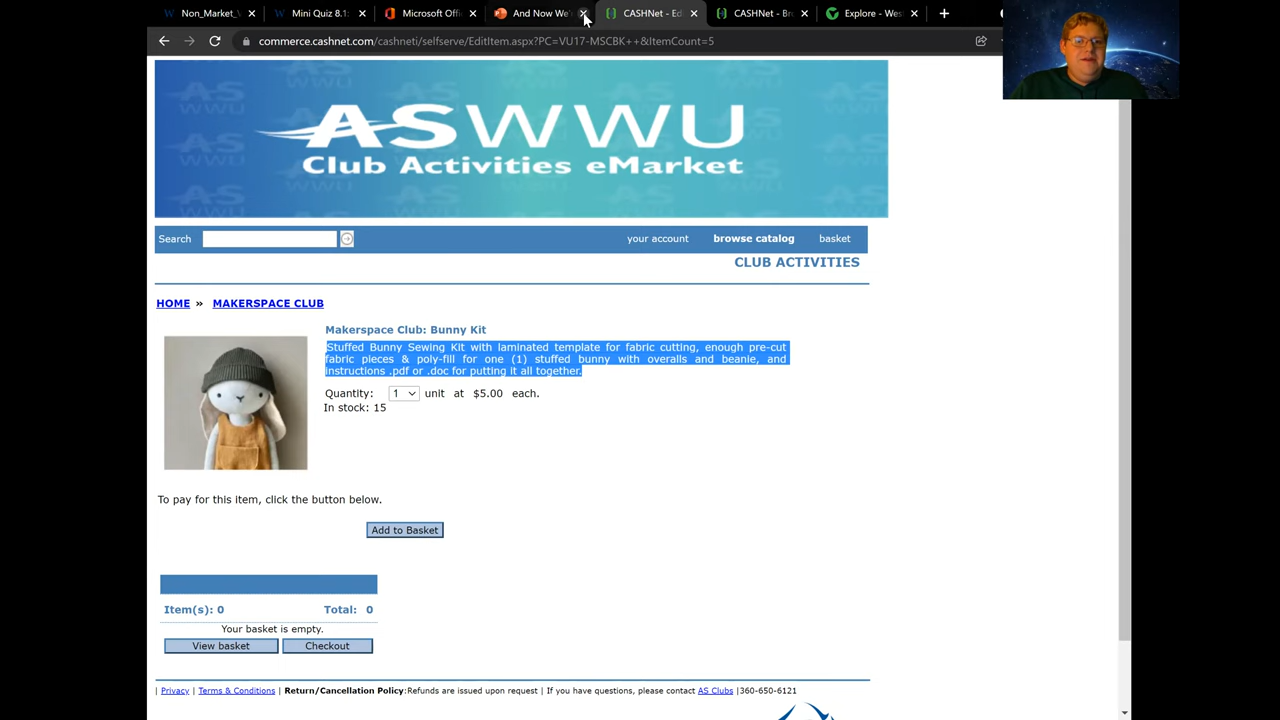 Non_Market_
Mini Quiz 8.1:
Microsoft Offi
And Now We'r
CASHNet - Edi
CASHNet - Bro
Explore - Wes
commerce.cashnet.com/cashneti/selfserve/EditItem.aspx?PC=VU17-MSCBK++&ItemCount=5
ASWWU
Club Activities eMarket
Search
your account browse catalog basket
CLUB ACTIVITIES
HOME » MAKERSPACE CLUB
Makerspace Club: Bunny Kit
Stuffed Bunny Sewing Kit with laminated template for fabric cutting, enough pre-cut
fabric pieces & poly-fill for one (1) stuffed bunny with overalls and beanie, and
instructions .pdf or .doc for putting it all together.
Quantity: 1 unit at $5.00 each.
In stock: 15
To pay for this item, click the button below.
Add to Basket
Item(s): 0 Total: 0
Your basket is empty.
View basket Checkout
| Privacy | Terms & Conditions | Return/Cancellation Policy:Refunds are issued upon request | If you have questions, please contact AS Clubs |360-650-6121